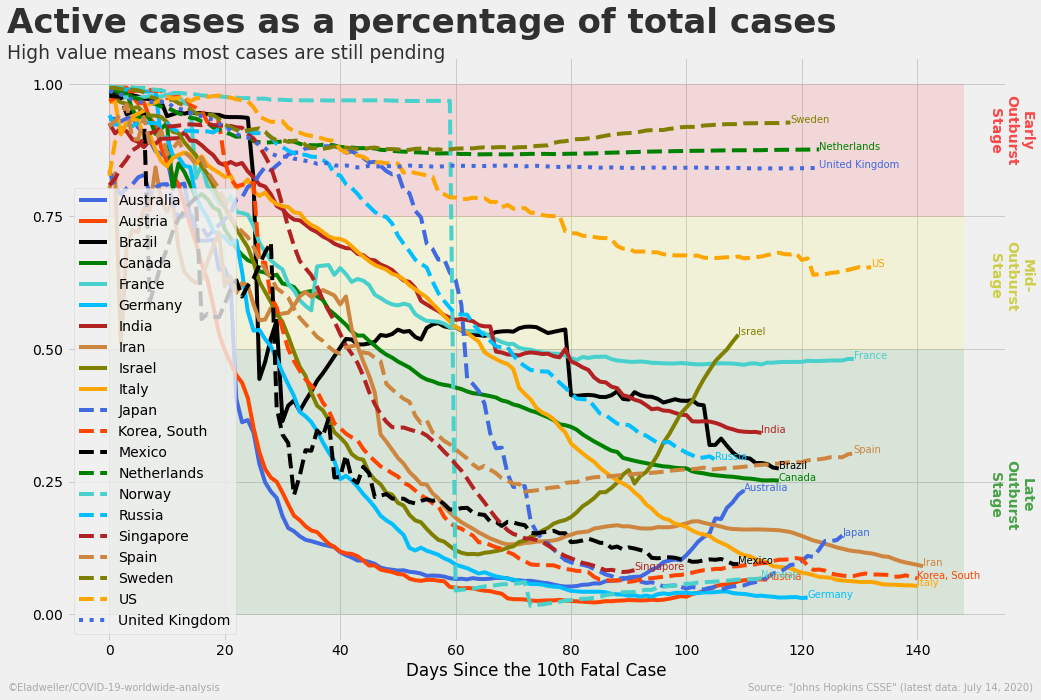 Active cases as a percentage of total cases
High value means most cases are still pending
1.00
0.75
0.50
0.25
0.00
Early
Outburst
Stage
Mid-
Outburst
Stage
Late
Outburst
Stage
Australia
Austria
Brazil
Canada
France
Germany
India
Iran
Israel
Italy
Japan
Korea, South
Mexico
Netherlands
Norway
Russia
Singapore
Spain
Sweden
US
United Kingdom
Sweden
Netherlands
United Kingdom
US
Israel
France
India
Spain
Russia
Brazil
Canada
Australia
Japan
Mexico
Singapore
Austria
Iran
Korea, South
Italy
Germany
0
20
40
60
80
100
120
140
Days Since the 10th Fatal Case
©Eladweller/COVID-19-worldwide-analysis
Source: "Johns Hopkins CSSE" (latest data: July 14, 2020)